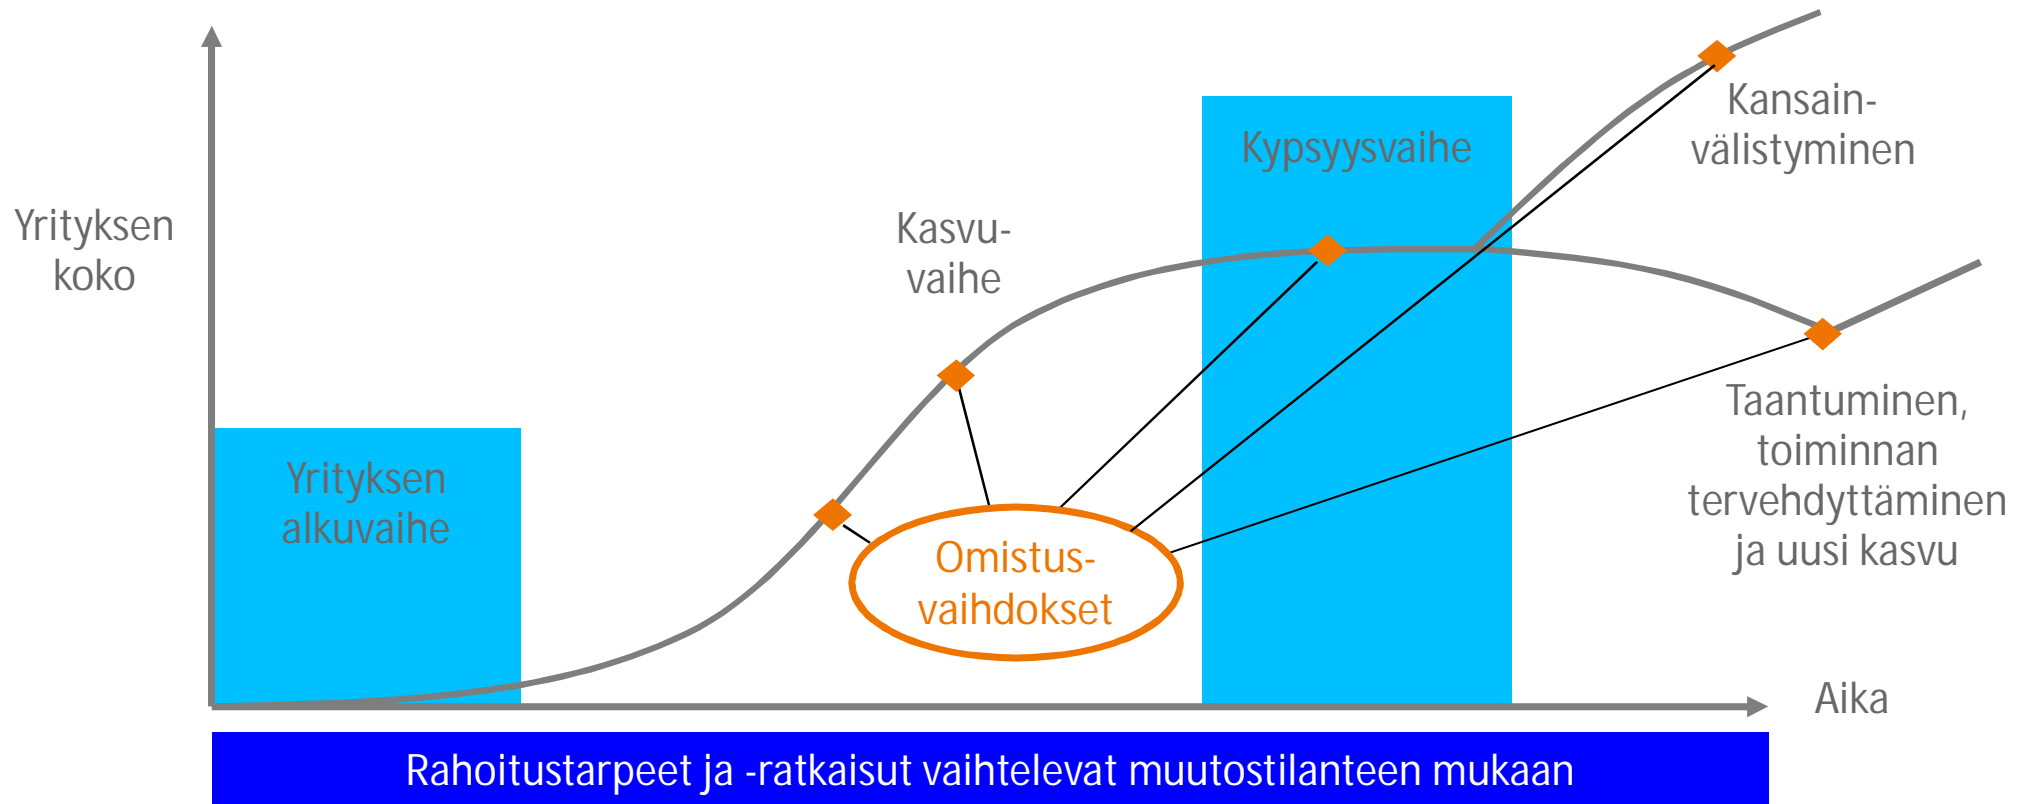 Yrityksen
koko
Yrityksen
alkuvaihe
Kasvu-
vaihe
Omistus-
vaihdokset
Kypsyysvaihe
Kansain-
välistyminen
Taantuminen,
toiminnan
tervehdyttäminen
ja uusi kasvu
Aika
Rahoitustarpeet ja -ratkaisut vaihtelevat muutostilanteen mukaan